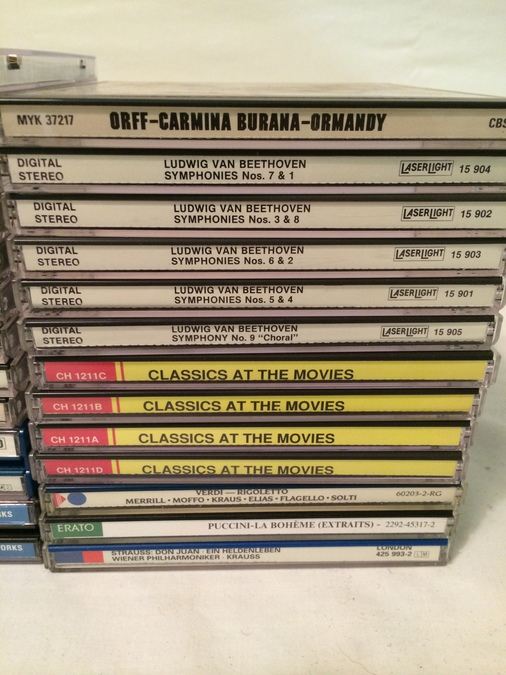 MYK 37217 ORFF-CARMINA BURANA-ORMANDY CBS
DIGITAL STEREO LUDWIG VAN BEETHOVEN
SYMPHONIES Nos. 7 & 1 LASERLIGHT 15 904
DIGITAL STEREO LUDWIG VAN BEETHOVEN
SYMPHONIES Nos. 3 & 8 LASERLIGHT 15 902
DIGITAL STEREO LUDWIG VAN BEETHOVEN
SYMPHONIES Nos. 6 & 2 LASERLIGHT 15 903
DIGITAL STEREO LUDWIG VAN BEETHOVEN
SYMPHONIES Nos. 5 & 4 LASERLIGHT 15 901
DIGITAL STEREO LUDWIG VAN BEETHOVEN
SYMPHONY No. 9 "Choral" LASERLIGHT 15 905
CH 1211C CLASSICS AT THE MOVIES
CH 1211B CLASSICS AT THE MOVIES
CH 1211A CLASSICS AT THE MOVIES
CH 1211D CLASSICS AT THE MOVIES
VERDI — RIGOLETTO 60203-2-RG
MERRILL · MOFFO · KRAUS · ELIAS · FLAGELLO · SOLTI
ERATO PUCCINI-LA BOHÈME (EXTRAITS) - 2292-45317-2
STRAUSS: DON JUAN · EIN HELDENLEBEN LONDON
WIENER PHILHARMONIKER · KRAUSS 425 993-2 LM
RKS
ORKS